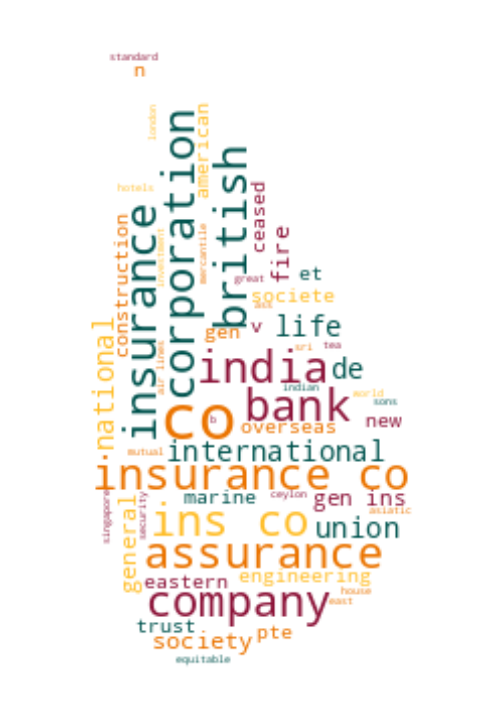 standard
n
london
corporation
american
british
hotels
insurance
construction
investment
mercantile
ceased
fire
great
et
societe
ass
national
gen
v
life
air lines
sri
tea
india
de
indian
co
b
bank
world
sons
overseas
new
mutual
international
insurance co
singapore
security
marine
ceylon
gen ins
general
ins co
asiatic
union
assurance
eastern
engineering
company
house
east
trust
society
pte
equitable